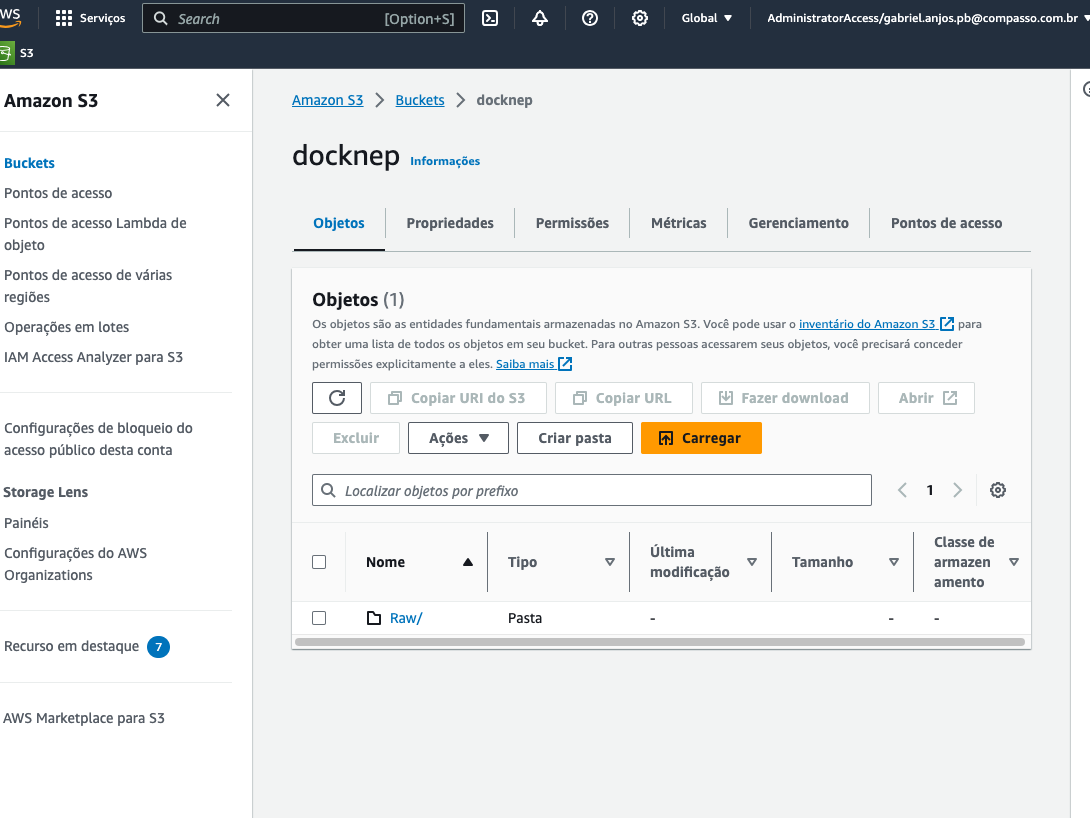 Serviços
Search
[Option+S]
Global
AdministratorAccess/gabriel.anjos.pb@compasso.com.br
S3
Amazon S3
Buckets
Pontos de acesso
Pontos de acesso Lambda de
objeto
Pontos de acesso de várias
regiões
Operações em lotes
IAM Access Analyzer para S3
Configurações de bloqueio do
acesso público desta conta
Storage Lens
Painéis
Configurações do AWS
Organizations
Recurso em destaque 7
AWS Marketplace para S3
Amazon S3 > Buckets > docknep
docknep Informações
Objetos
Propriedades
Permissões
Métricas
Gerenciamento
Pontos de acesso
Objetos (1)
Os objetos são as entidades fundamentais armazenadas no Amazon S3. Você pode usar o inventário do Amazon S3 para
obter uma lista de todos os objetos em seu bucket. Para outras pessoas acessarem seus objetos, você precisará conceder
permissões explicitamente a eles. Saiba mais
Copiar URI do S3
Copiar URL
Fazer download
Abrir
Excluir
Ações
Criar pasta
Carregar
Localizar objetos por prefixo
1
Nome
Tipo
Última
modificação
Tamanho
Classe de
armazen
amento
Raw/
Pasta
-
-
-